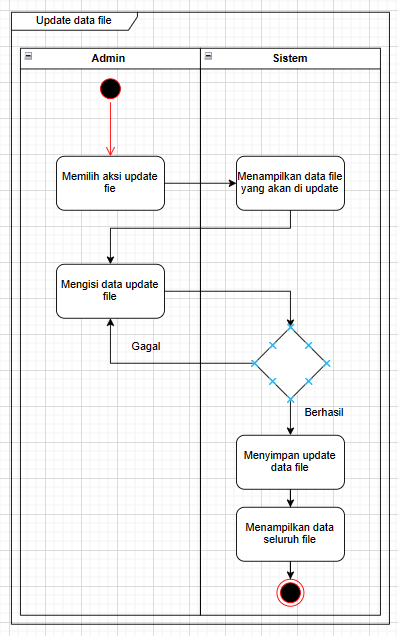 Update data file
Admin
Sistem
Memilih aksi update
fie
Menampilkan data file
yang akan di update
Mengisi data update
file
Gagal
Berhasil
Menyimpan update
data file
Menampilkan data
seluruh file